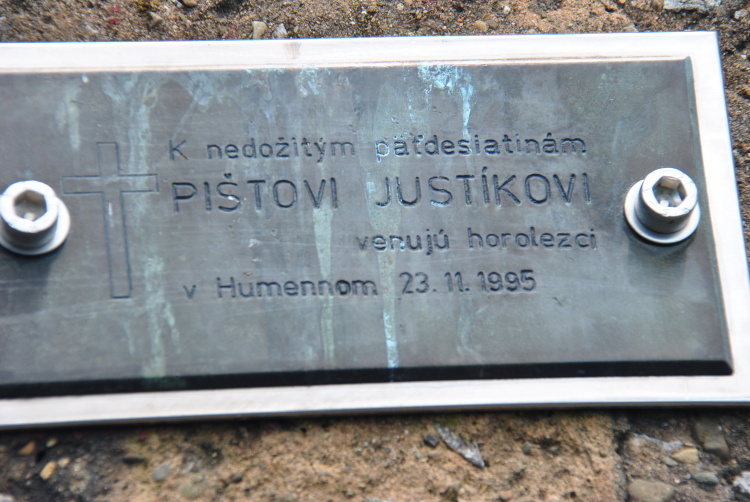 K nedožitým päťdesiatinám
PIŠTOVI JUSTÍKOVI
venujú horolezci
v Humennom 23.11.1995